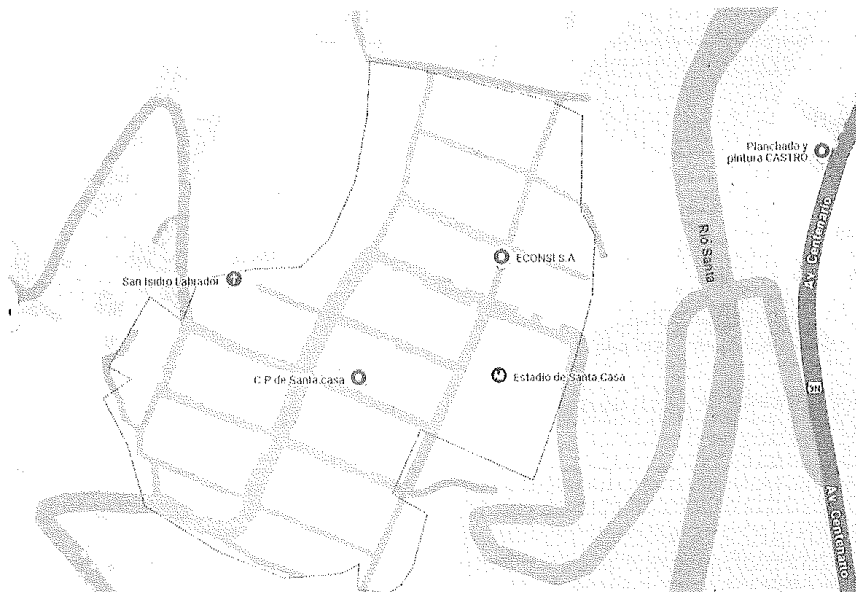 Planchado y
pintura CASTRO
Av. Centenario
Río Santa
ECONSI S.A
San Isidro Labrador
C.P de Santa casa
Estadio de Santa Casa
3N
Av. Centenario